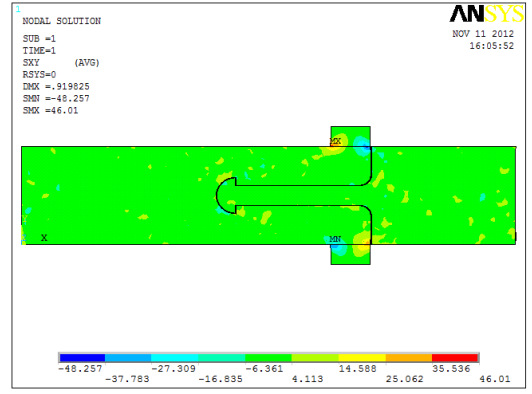 1
NODAL SOLUTION
ANSYS
SUB =1
NOV 11 2012
TIME=1
16:05:52
SXY (AVG)
RSYS=0
DMX =.919825
SMN =-48.257
SMX =46.01
MX
X
MN
-48.257 -27.309 -6.361 14.588 35.536
-37.783 -16.835 4.113 25.062 46.01